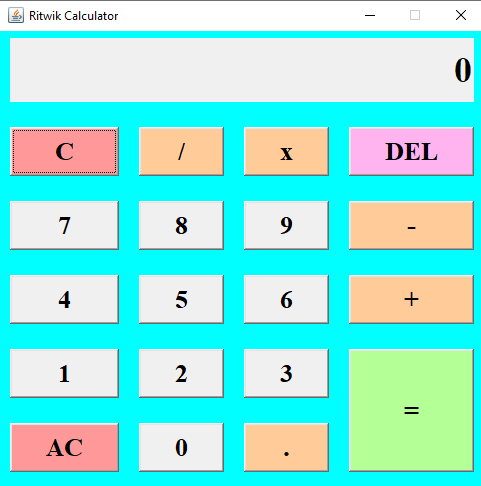 Ritwik Calculator
0
C / x DEL
7 8 9 -
4 5 6 +
1 2 3 =
AC 0 .